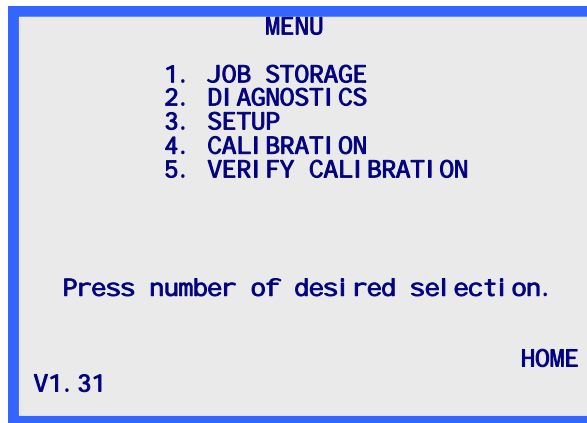 MENU
1. JOB STORAGE
2. DIAGNOSTICS
3. SETUP
4. CALIBRATION
5. VERIFY CALIBRATION
Press number of desired selection.
HOME
V1.31